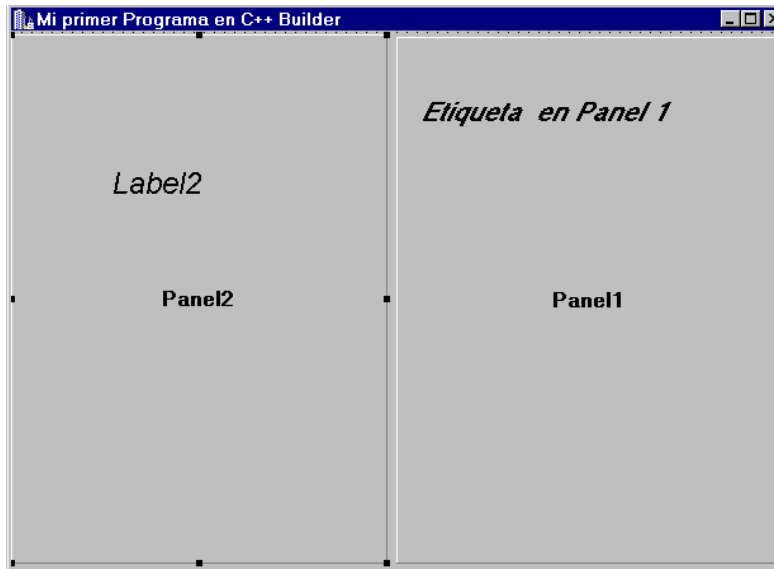 Mi primer Programa en C++ Builder
Etiqueta en Panel 1
Label2
Panel2
Panel1